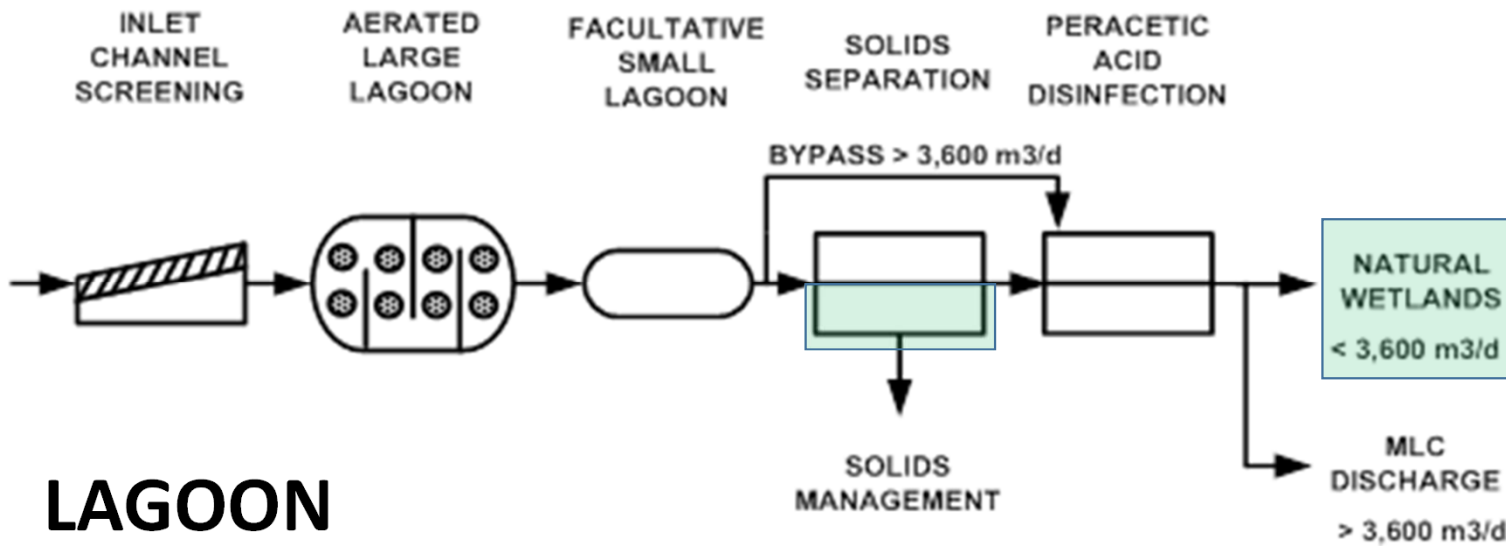 INLET
CHANNEL
SCREENING
AERATED
LARGE
LAGOON
FACULTATIVE
SMALL
LAGOON
SOLIDS
SEPARATION
PERACETIC
ACID
DISINFECTION
BYPASS > 3,600 m3/d
NATURAL
WETLANDS
< 3,600 m3/d
SOLIDS
MANAGEMENT
MLC
DISCHARGE
> 3,600 m3/d
LAGOON